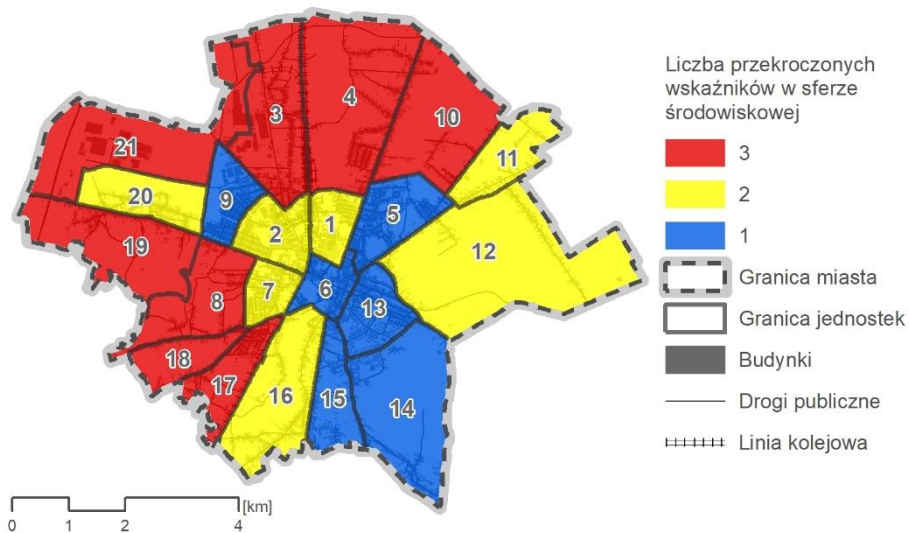 Liczba przekroczonych
wskaźników w sferze
środowiskowej
3
2
1
Granica miasta
Granica jednostek
Budynki
Drogi publiczne
Linia kolejowa
3
4
10
21
11
20
9
5
2
1
19
12
6
7
8
13
18
17
16
15
14
[km]
0 1 2 4